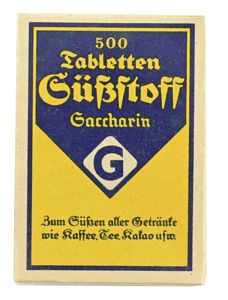 500
Tabletten
Süßstoff
Saccharin
G
Zum Süßen aller Getränke
wie Kaffee, Tee, Kakao usw.